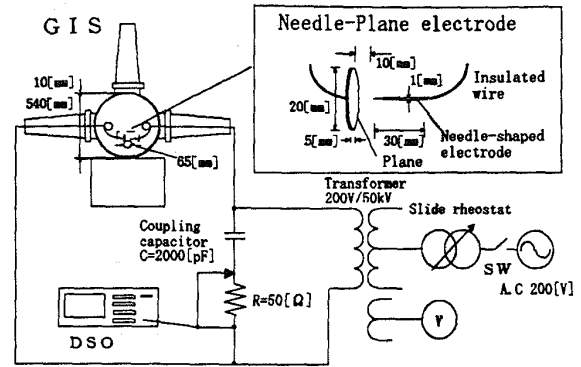 GIS
10[mm]
540[mm]
65[mm]
Needle-Plane electrode
10[mm]
1[mm]
Insulated
wire
20[mm]
5[mm]
30[mm]
Needle-shaped
electrode
Plane
Transformer
200V/50kV
Slide rheostat
Coupling
capacitor
C=2000[pF]
SW
A.C 200[V]
R=50[Ω]
V
DSO